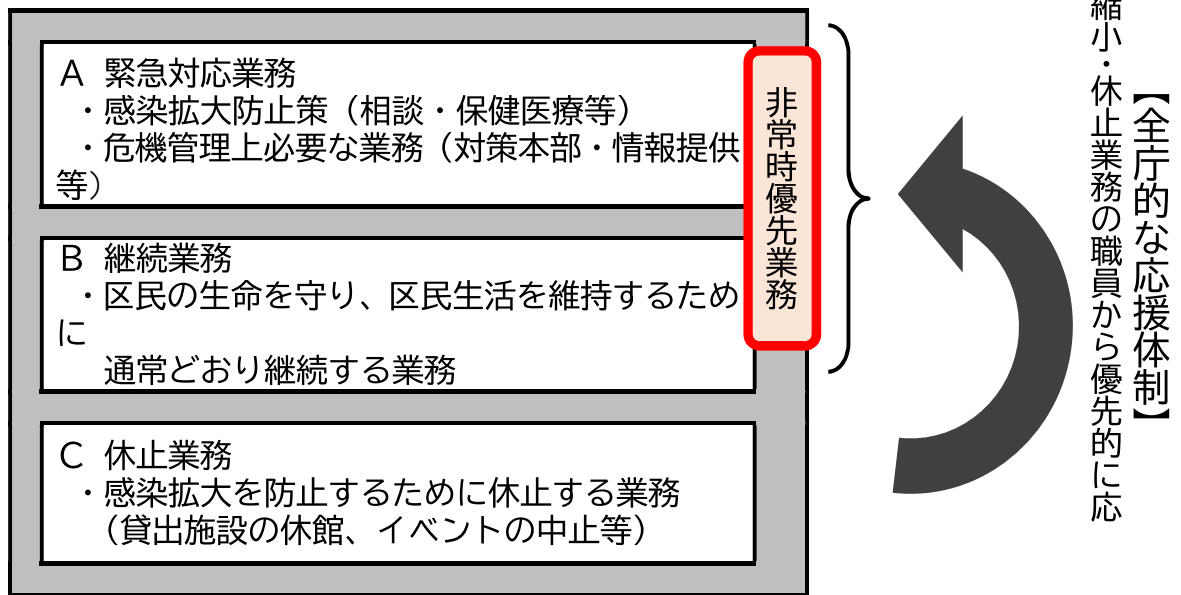 A 緊急対応業務
・感染拡大防止策（相談・保健医療等）
・危機管理上必要な業務（対策本部・情報提供
等）
B 継続業務
・区民の生命を守り、区民生活を維持するため
に
通常どおり継続する業務
C 休止業務
・感染拡大を防止するために休止する業務
（貸出施設の休館、イベントの中止等）
非常時優先業務
【全庁的な応援体制】
縮小・休止業務の職員から優先的に応